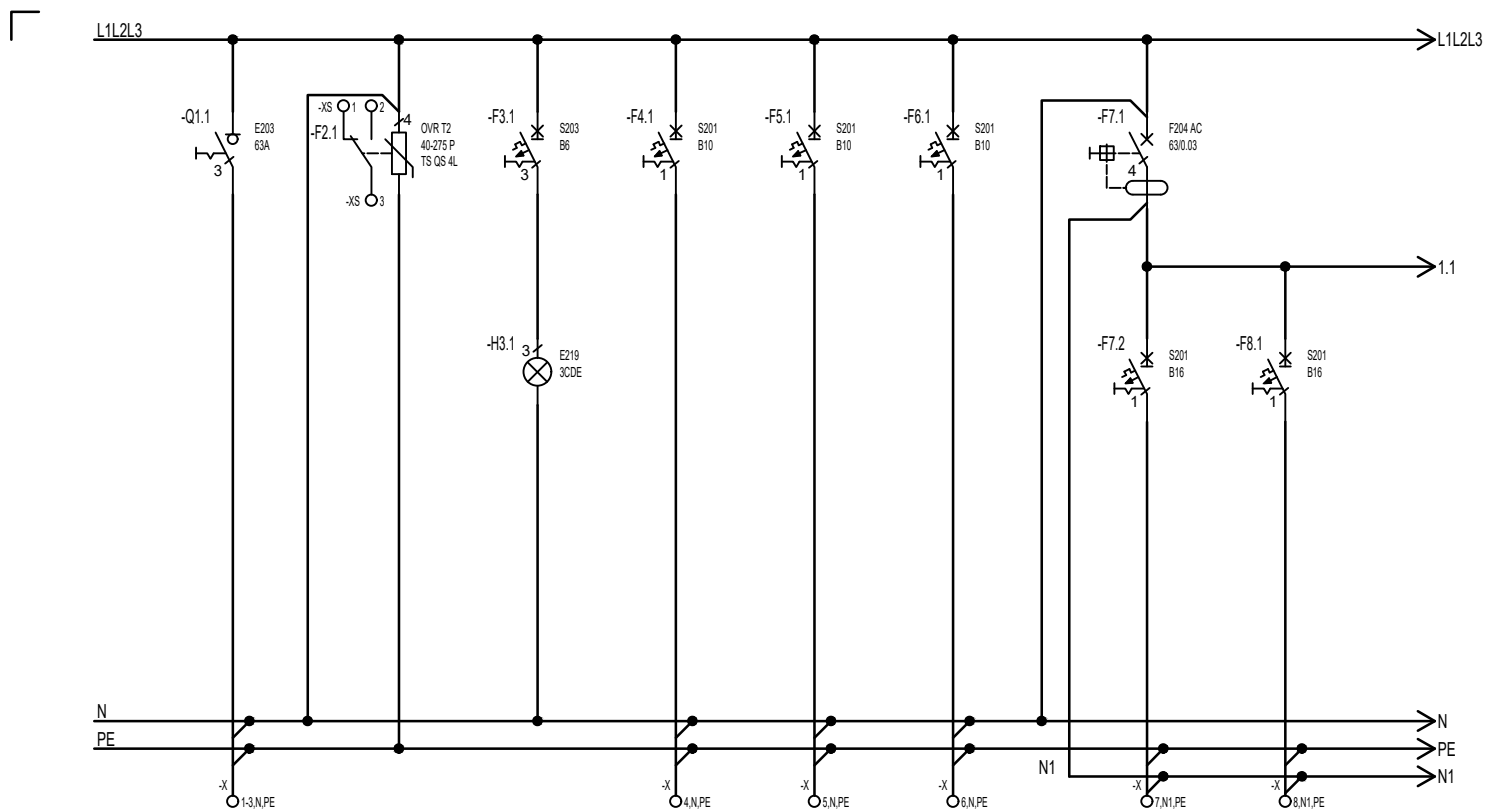 L1L2L3
L1L2L3
-Q1.1
E203
63A
3
-XS
1
2
-F2.1
4
OVR T2
40-275 P
TS QS 4L
-XS
3
-F3.1
S203
B6
3
-F4.1
S201
B10
1
-F5.1
S201
B10
1
-F6.1
S201
B10
1
-F7.1
F204 AC
63/0.03
4
1.1
-H3.1
3
E219
3CDE
-F7.2
S201
B16
1
-F8.1
S201
B16
1
N
N
PE
PE
N1
N1
-X
1-3,N,PE
-X
4,N,PE
-X
5,N,PE
-X
6,N,PE
-X
7,N1,PE
-X
8,N1,PE